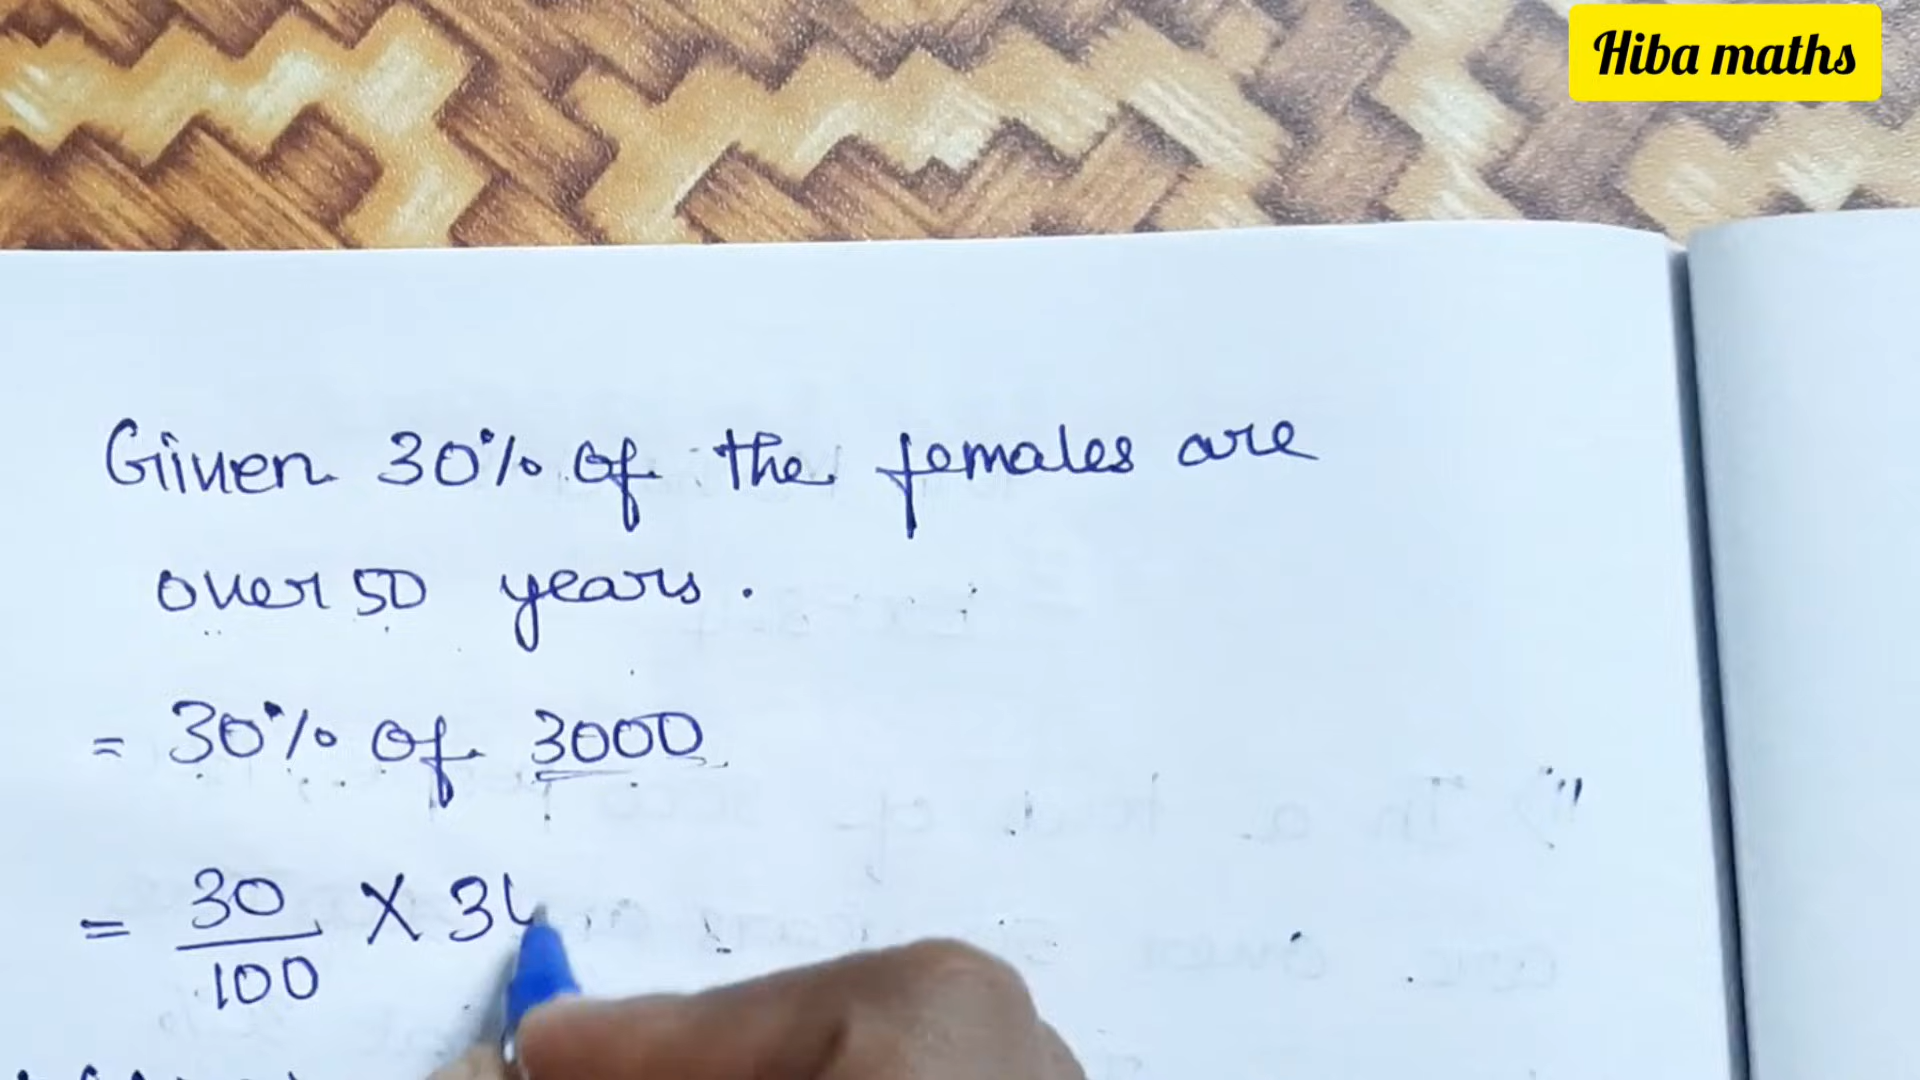 Hiba maths
Given 30% of the females are
over 50 years.
= 30% of 3000
= 30/100 X 3